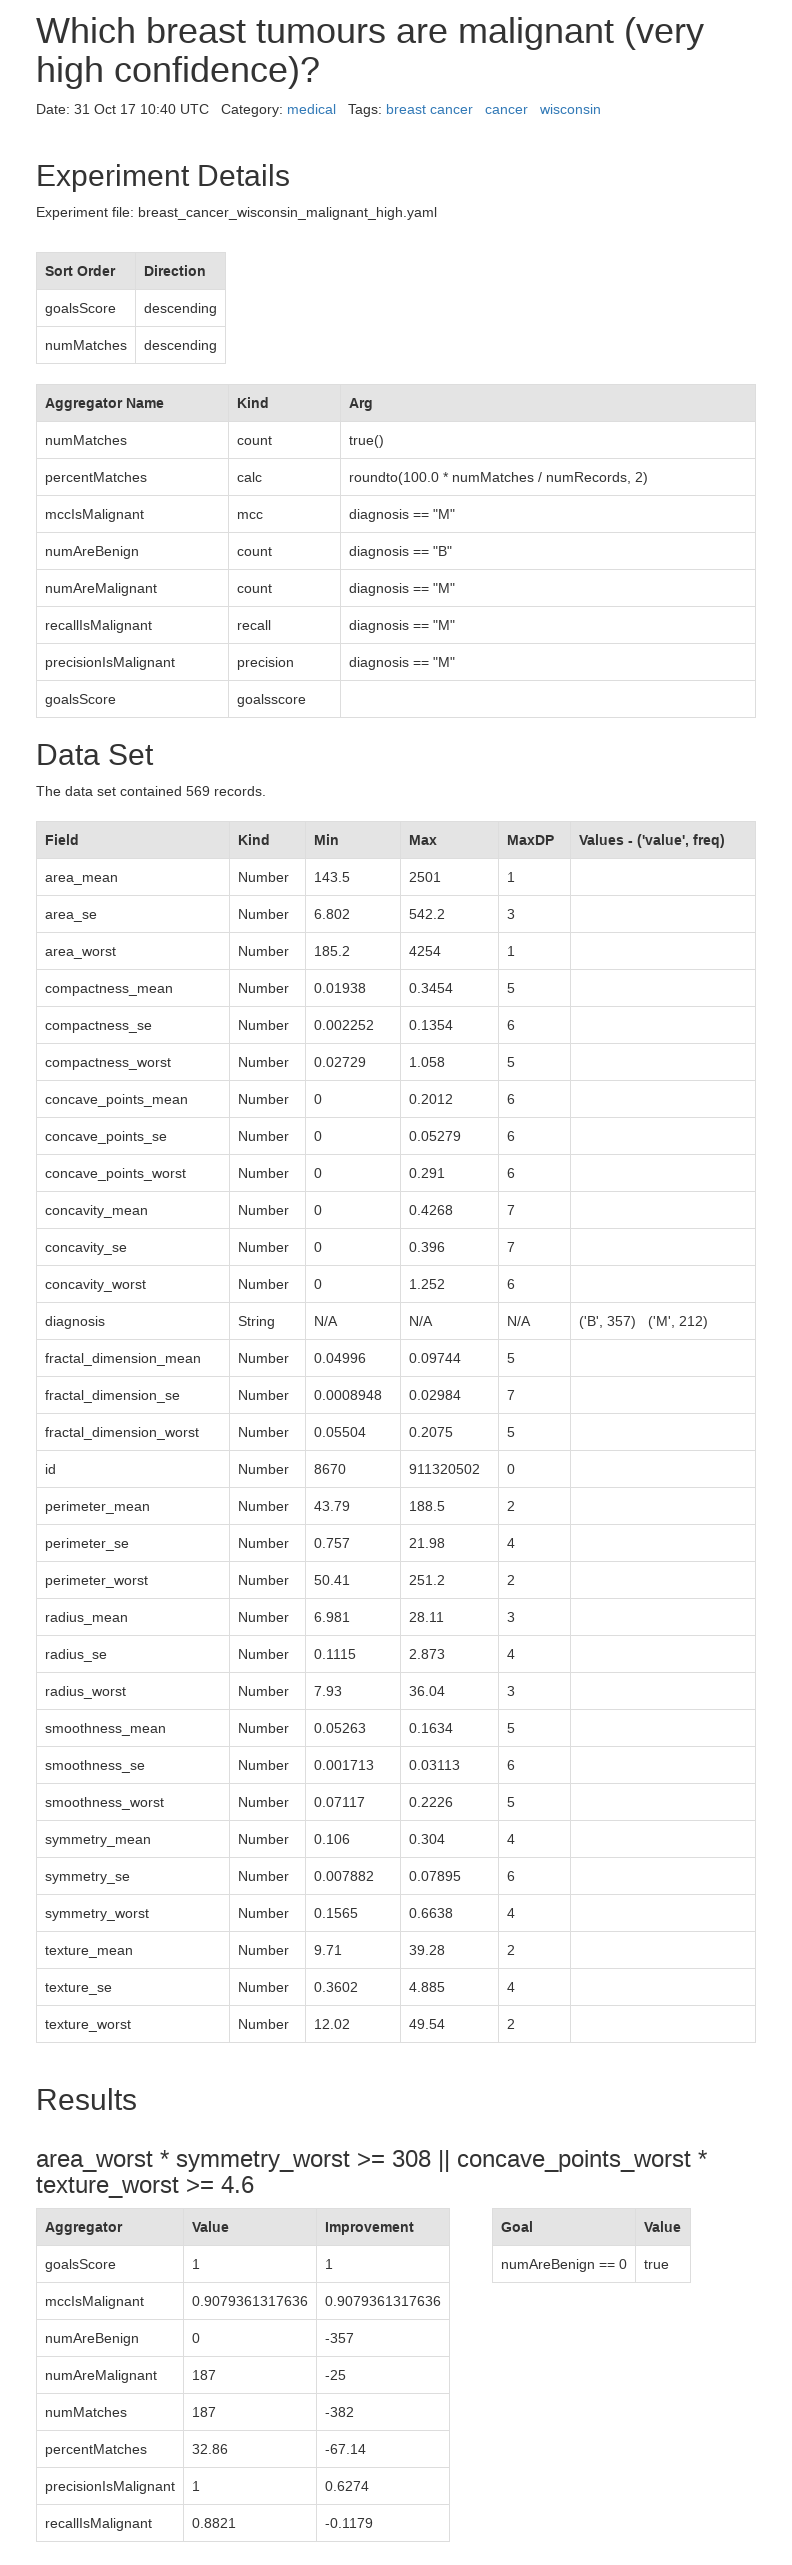 Which breast tumours are malignant (very
high confidence)?
Date: 31 Oct 17 10:40 UTC Category: medical Tags: breast cancer cancer wisconsin
Experiment Details
Experiment file: breast_cancer_wisconsin_malignant_high.yaml
Sort Order Direction
goalsScore descending
numMatches descending
Aggregator Name Kind Arg
numMatches count true()
percentMatches calc roundto(100.0 * numMatches / numRecords, 2)
mccIsMalignant mcc diagnosis == "M"
numAreBenign count diagnosis == "B"
numAreMalignant count diagnosis == "M"
recallIsMalignant recall diagnosis == "M"
precisionIsMalignant precision diagnosis == "M"
goalsScore goalsscore
Data Set
The data set contained 569 records.
Field Kind Min Max MaxDP Values - ('value', freq)
area_mean Number 143.5 2501 1
area_se Number 6.802 542.2 3
area_worst Number 185.2 4254 1
compactness_mean Number 0.01938 0.3454 5
compactness_se Number 0.002252 0.1354 6
compactness_worst Number 0.02729 1.058 5
concave_points_mean Number 0 0.2012 6
concave_points_se Number 0 0.05279 6
concave_points_worst Number 0 0.291 6
concavity_mean Number 0 0.4268 7
concavity_se Number 0 0.396 7
concavity_worst Number 0 1.252 6
diagnosis String N/A N/A N/A ('B', 357) ('M', 212)
fractal_dimension_mean Number 0.04996 0.09744 5
fractal_dimension_se Number 0.0008948 0.02984 7
fractal_dimension_worst Number 0.05504 0.2075 5
id Number 8670 911320502 0
perimeter_mean Number 43.79 188.5 2
perimeter_se Number 0.757 21.98 4
perimeter_worst Number 50.41 251.2 2
radius_mean Number 6.981 28.11 3
radius_se Number 0.1115 2.873 4
radius_worst Number 7.93 36.04 3
smoothness_mean Number 0.05263 0.1634 5
smoothness_se Number 0.001713 0.03113 6
smoothness_worst Number 0.07117 0.2226 5
symmetry_mean Number 0.106 0.304 4
symmetry_se Number 0.007882 0.07895 6
symmetry_worst Number 0.1565 0.6638 4
texture_mean Number 9.71 39.28 2
texture_se Number 0.3602 4.885 4
texture_worst Number 12.02 49.54 2
Results
area_worst * symmetry_worst >= 308 || concave_points_worst *
texture_worst >= 4.6
Aggregator Value Improvement Goal Value
goalsScore 1 1 numAreBenign == 0 true
mccIsMalignant 0.9079361317636 0.9079361317636
numAreBenign 0 -357
numAreMalignant 187 -25
numMatches 187 -382
percentMatches 32.86 -67.14
precisionIsMalignant 1 0.6274
recallIsMalignant 0.8821 -0.1179